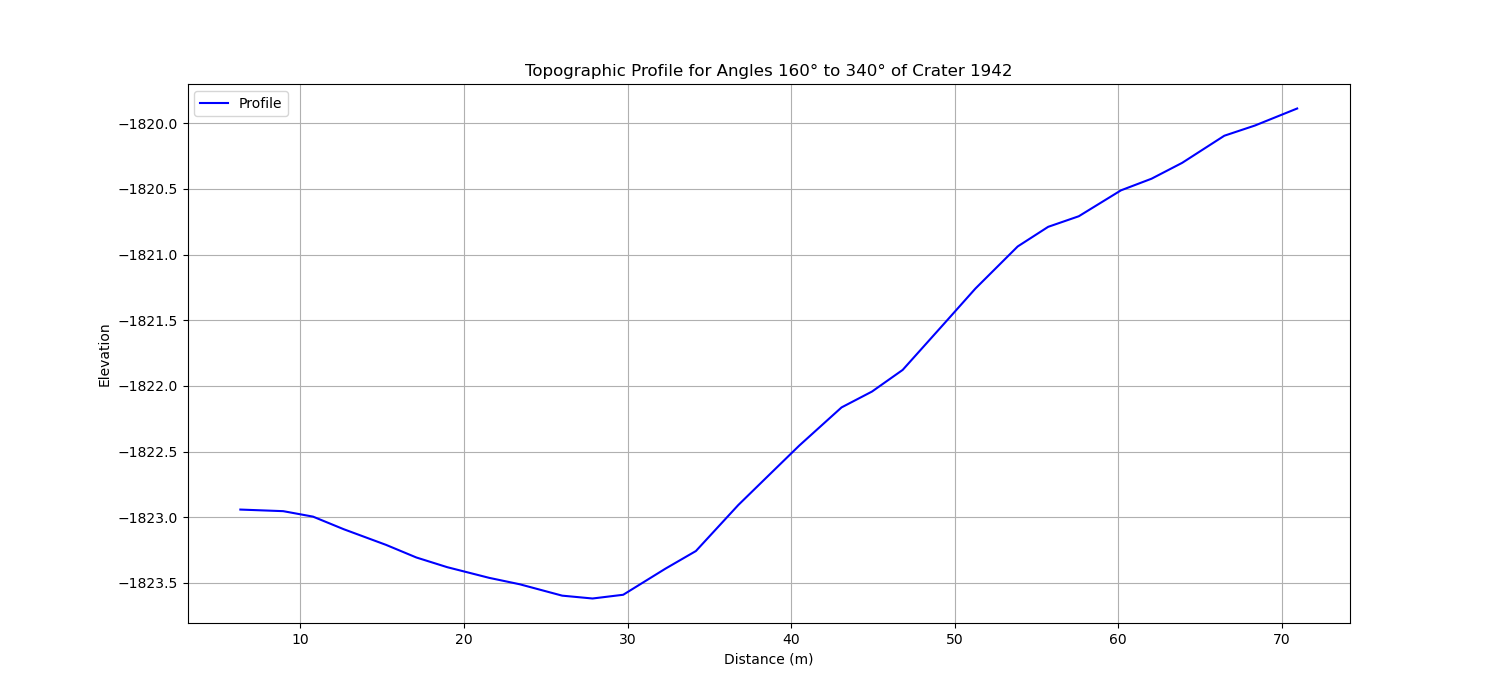 Topographic Profile for Angles 160° to 340° of Crater 1942
Profile
−1820.0
−1820.5
−1821.0
−1821.5
−1822.0
−1822.5
−1823.0
−1823.5
Elevation
10 20 30 40 50 60 70
Distance (m)